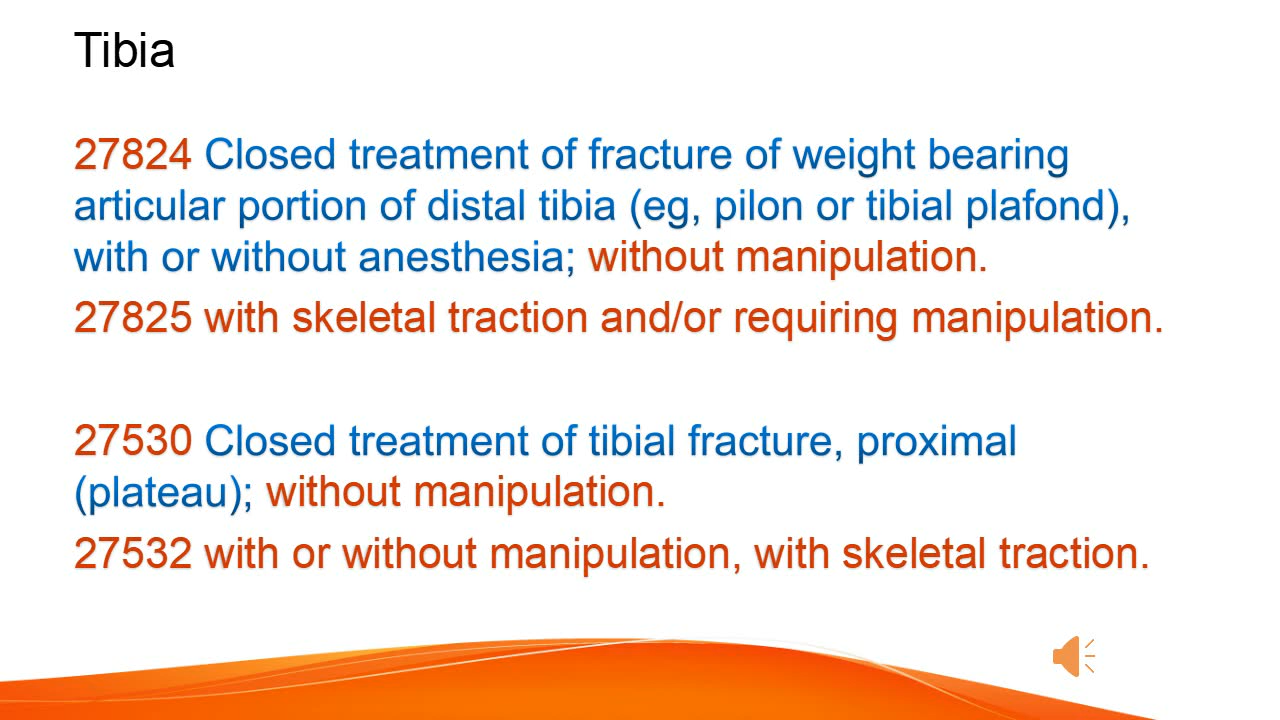 Tibia
27824 Closed treatment of fracture of weight bearing
articular portion of distal tibia (eg, pilon or tibial plafond),
with or without anesthesia; without manipulation.
27825 with skeletal traction and/or requiring manipulation.
27530 Closed treatment of tibial fracture, proximal
(plateau); without manipulation.
27532 with or without manipulation, with skeletal traction.